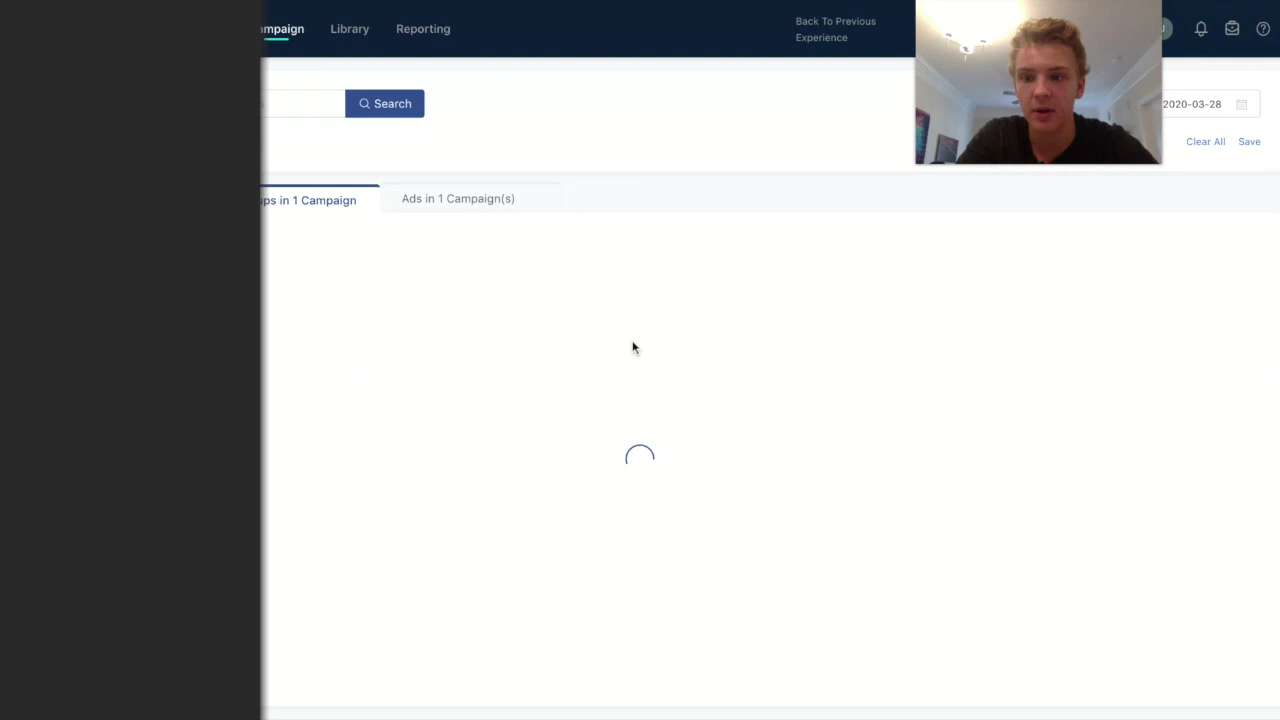 mpaign
Library
Reporting
Back To Previous
Experience
Search
2020-03-28
Clear All
Save
ups in 1 Campaign
Ads in 1 Campaign(s)